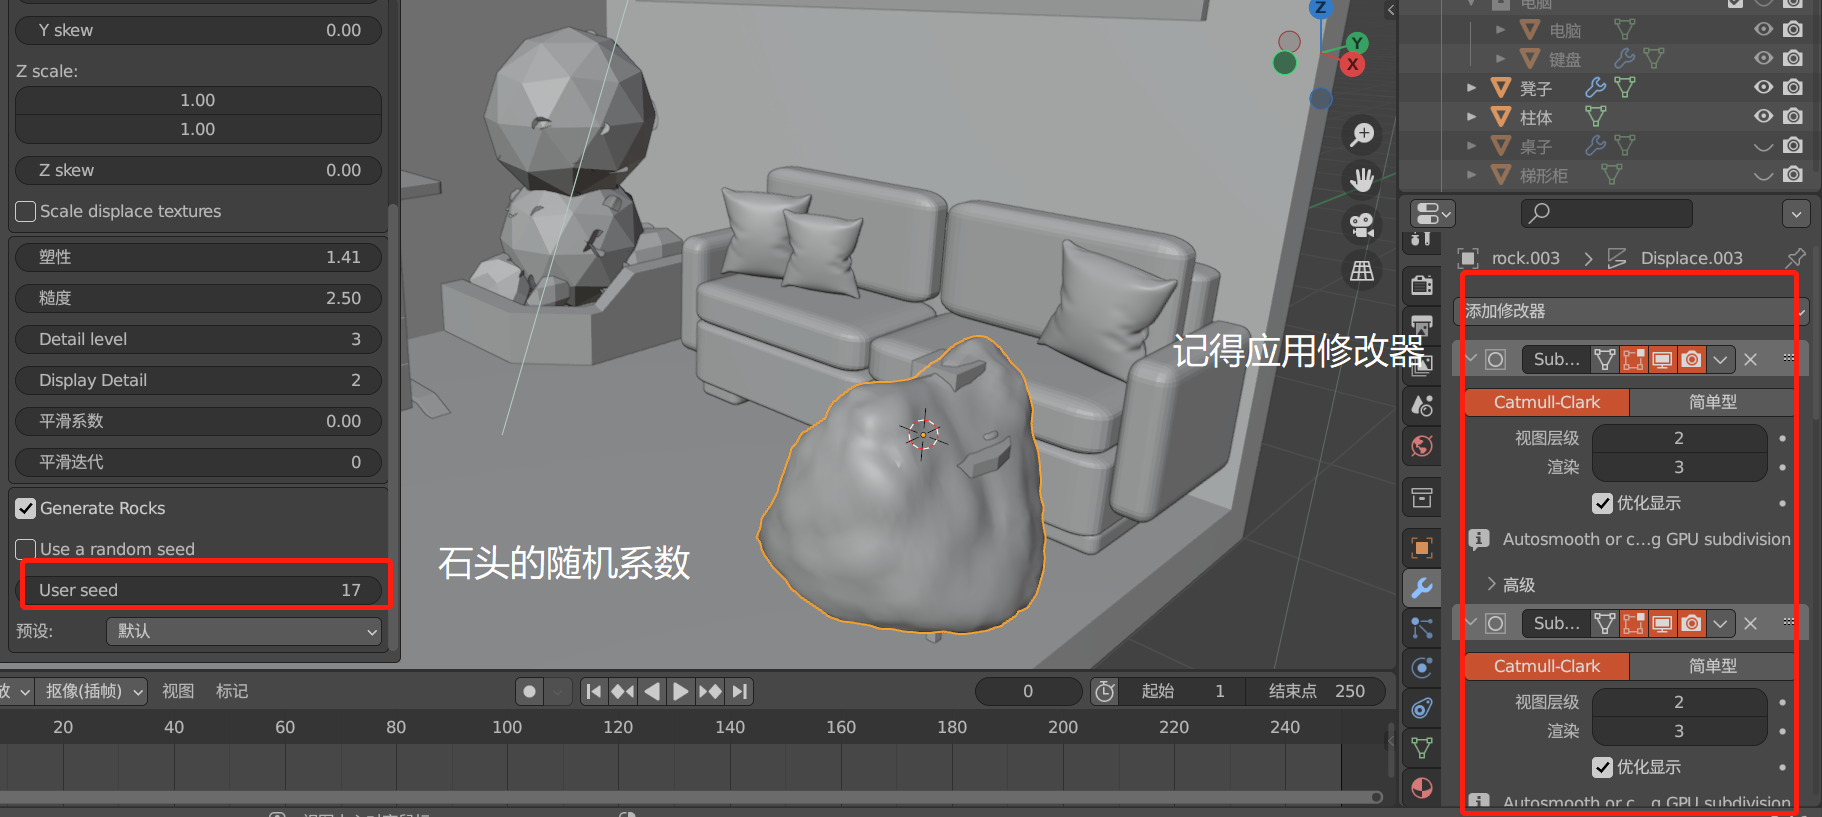 Y skew 0.00
Z scale:
1.00
1.00
Z skew 0.00
Scale displace textures
塑性 1.41
糙度 2.50
Detail level 3
Display Detail 2
平滑系数 0.00
平滑迭代 0
Generate Rocks
Use a random seed
User seed 17
预设: 默认
石头的随机系数
记得应用修改器
Z
Y
X
电脑
电脑
键盘
凳子
柱体
桌子
梯形柜
rock.003 > Displace.003
添加修改器
Sub...
Catmull-Clark 简单型
视图层级 2
渲染 3
优化显示
Autosmooth or c...g GPU subdivision
高级
Sub...
Catmull-Clark 简单型
视图层级 2
渲染 3
优化显示
Autosmooth or c...g GPU subdivision
放 抠像(插帧) 视图 标记
0 起始 1 结束点 250
20 40 60 80 100 120 140 160 180 200 220 240